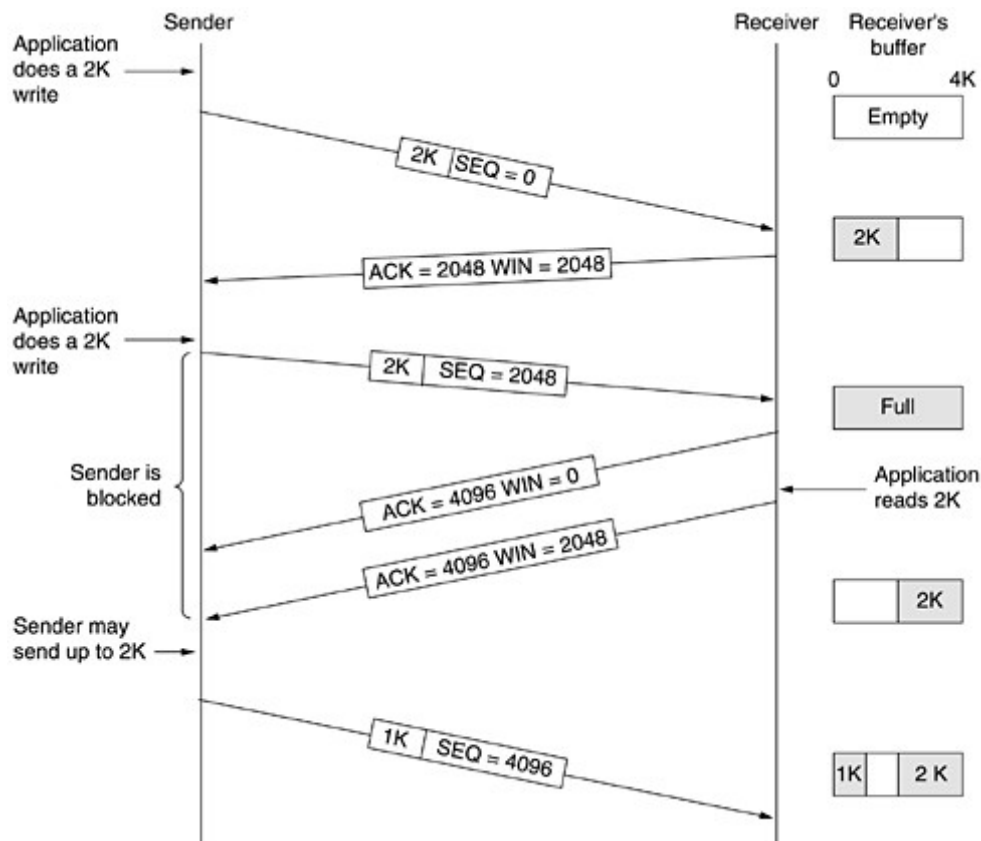 Sender
Receiver
Receiver's
buffer
Application
does a 2K
write
0 4K
Empty
2K SEQ = 0
2K
ACK = 2048 WIN = 2048
Application
does a 2K
write
2K SEQ = 2048
Full
Sender is
blocked
ACK = 4096 WIN = 0
Application
reads 2K
ACK = 4096 WIN = 2048
2K
Sender may
send up to 2K
1K SEQ = 4096
1K 2 K